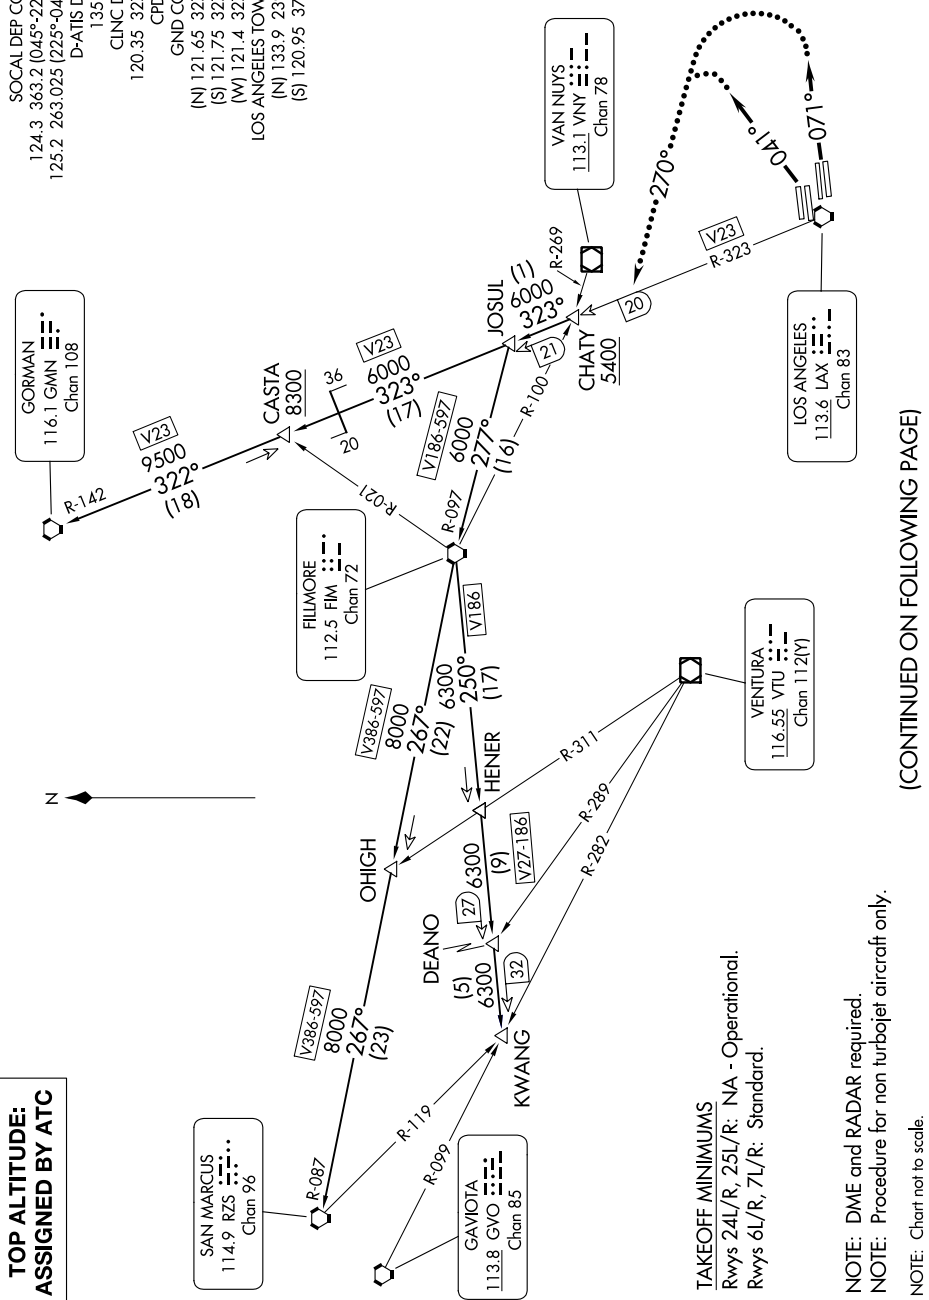 TOP ALTITUDE:
ASSIGNED BY ATC
SOCAL DEP CO
124.3 363.2 (045°-22
125.2 263.025 (225°-04
D-ATIS D
135
CLNC D
120.35 32
CPD
GND CO
(N) 121.65 32
(S) 121.75 32
(W) 121.4 32
LOS ANGELES TOW
(N) 133.9 23
(S) 120.95 37
N
GORMAN
116.1 GMN
Chan 108
R-142
V23
9500
322°
(18)
CASTA
8300
36
20
V23
6000
323°
(17)
JOSUL
(1)
6000
323°
21
CHATY
5400
R-269
VAN NUYS
113.1 VNY
Chan 78
20
V23
R-323
270°
041°
071°
LOS ANGELES
113.6 LAX
Chan 83
FILLMORE
112.5 FIM
Chan 72
R-021
R-097
R-100
V186-597
6000
277°
(16)
V186
6300
250°
(17)
V386-597
8000
267°
(22)
OHIGH
HENER
6300
(9)
V27-186
27
DEANO
(5)
6300
32
KWANG
R-311
R-289
R-282
VENTURA
116.55 VTU
Chan 112(Y)
V386-597
8000
267°
(23)
SAN MARCUS
114.9 RZS
Chan 96
R-087
R-119
R-099
GAVIOTA
113.8 GVO
Chan 85
TAKEOFF MINIMUMS
Rwys 24L/R, 25L/R: NA - Operational.
Rwys 6L/R, 7L/R: Standard.
NOTE: DME and RADAR required.
NOTE: Procedure for non turbojet aircraft only.
NOTE: Chart not to scale.
(CONTINUED ON FOLLOWING PAGE)